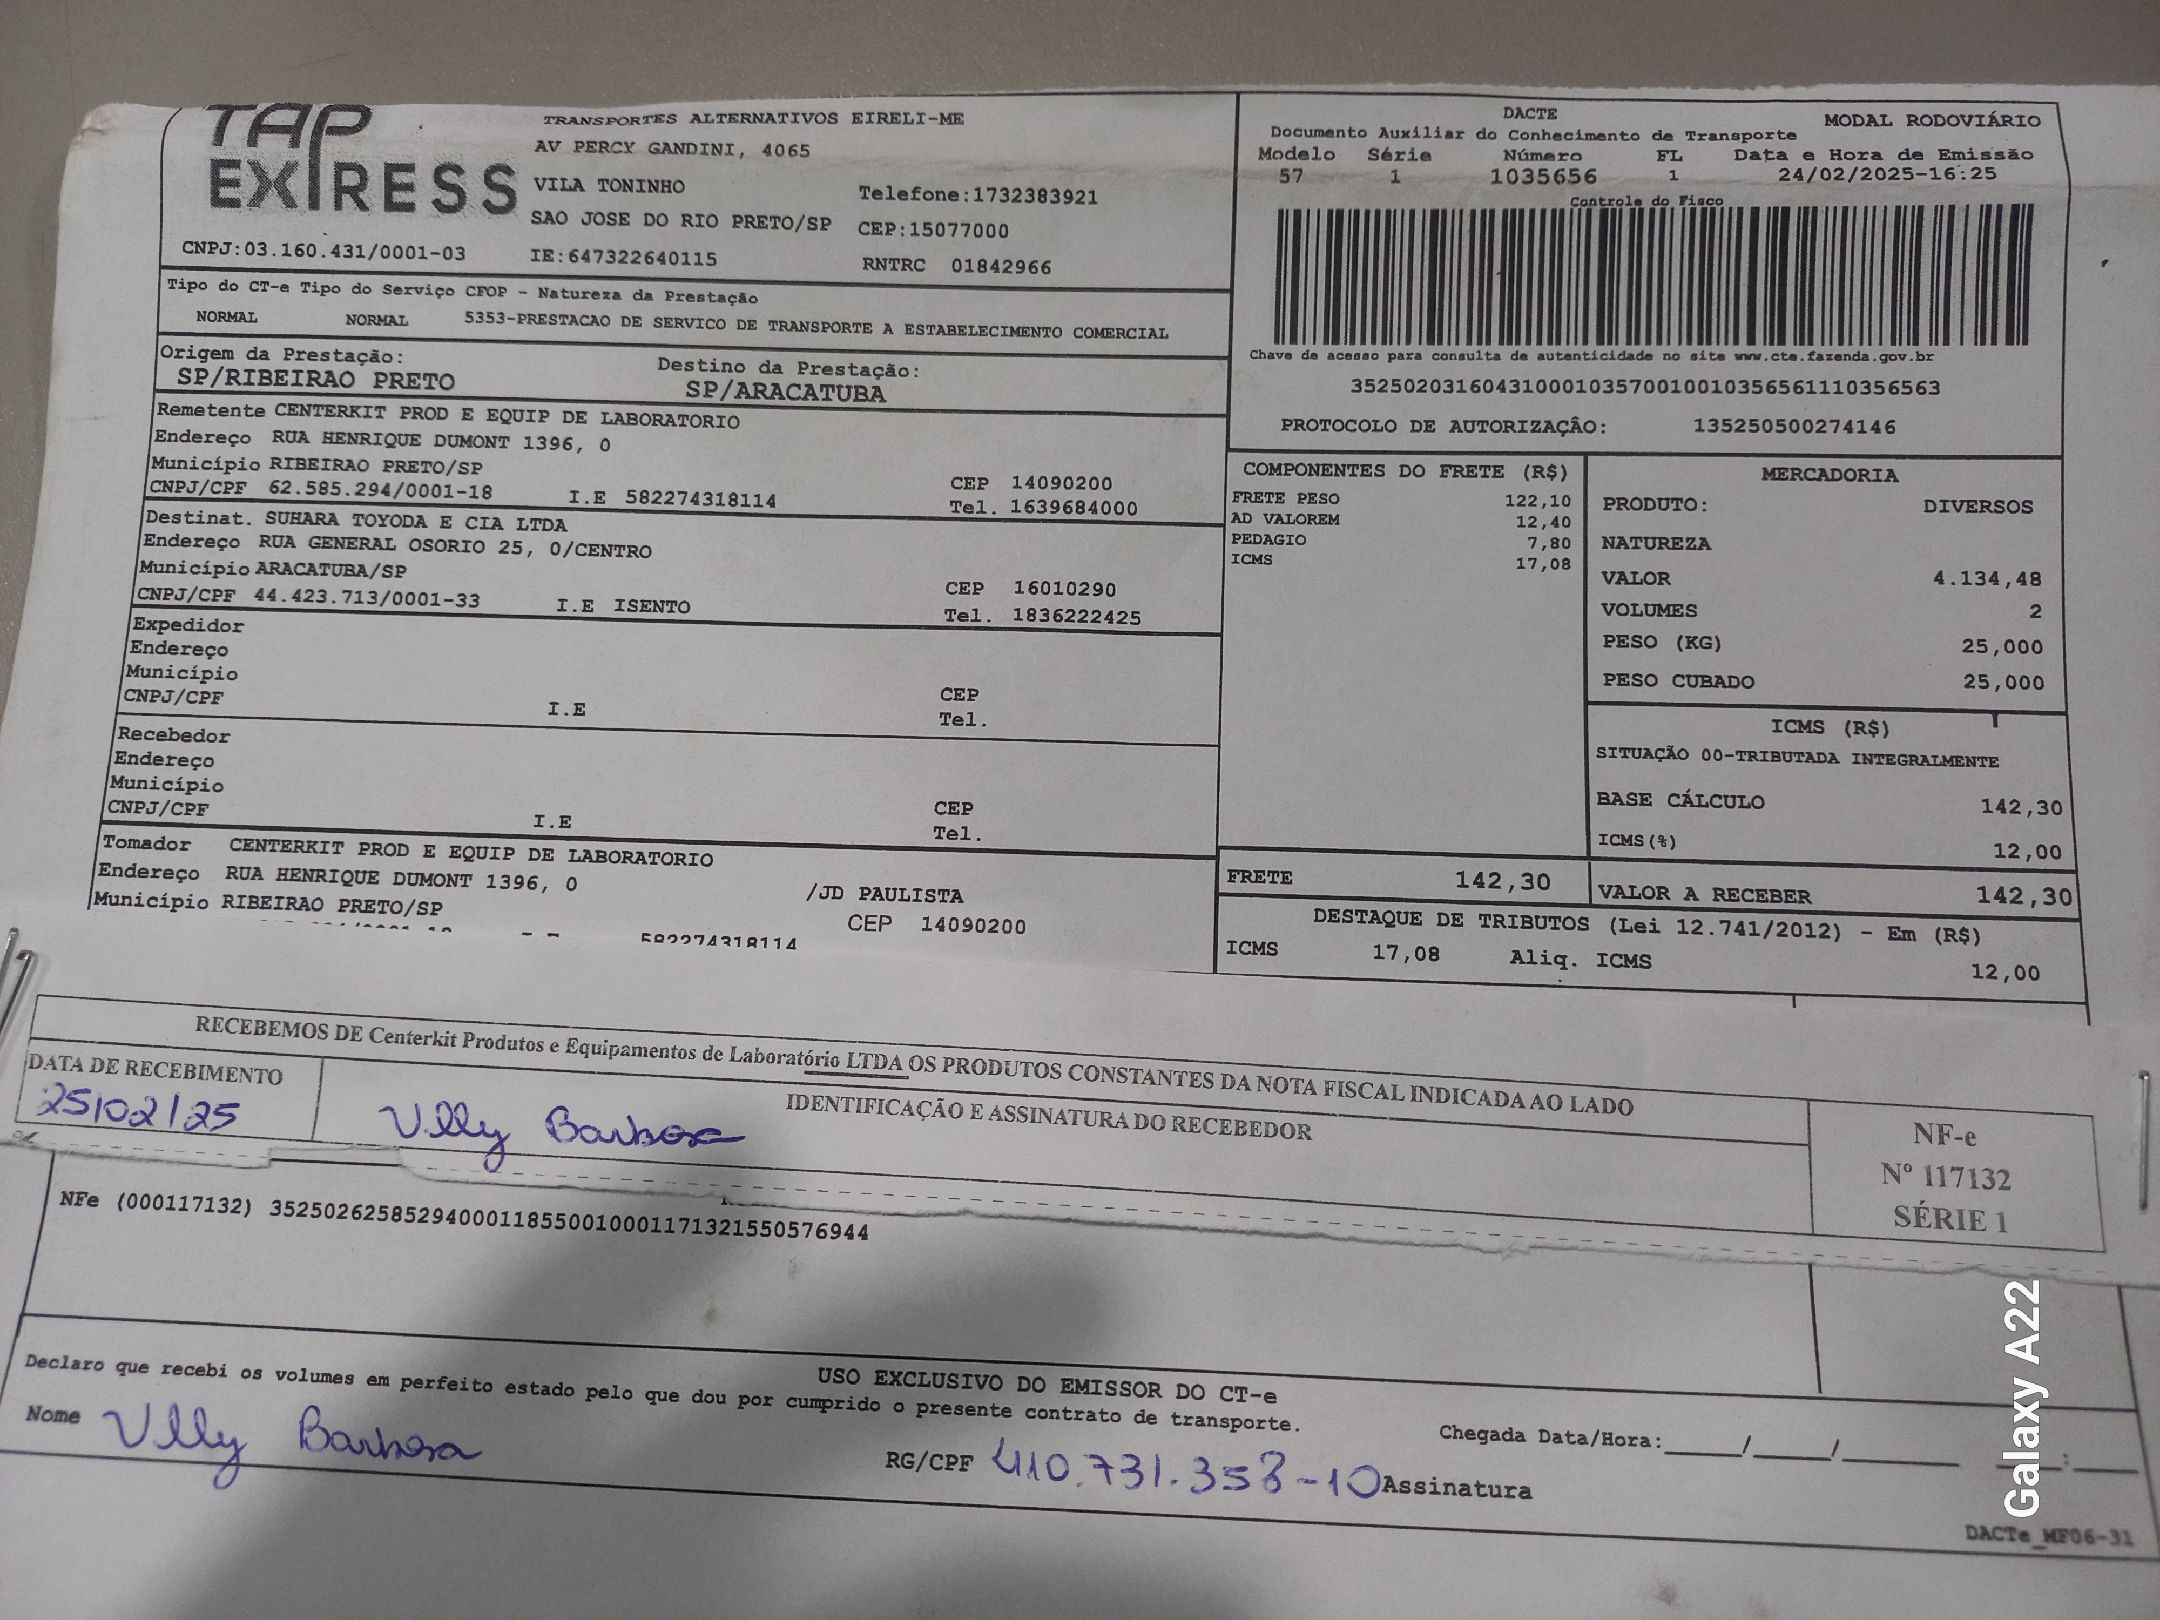 TAP EXPRESS
TRANSPORTES ALTERNATIVOS EIRELI-ME
AV PERCY GANDINI, 4065
VILA TONINHO
Telefone:1732383921
SAO JOSE DO RIO PRETO/SP CEP:15077000
CNPJ:03.160.431/0001-03 IE:647322640115 RNTRC 01842966
DACTE
MODAL RODOVIÁRIO
Documento Auxiliar do Conhecimento de Transporte
Modelo Série Número FL Data e Hora de Emissão
57 1 1035656 1 24/02/2025-16:25
Controle do Fisco
Chave de acesso para consulta de autenticidade no site www.cte.fazenda.gov.br
35250203160431000103570010010356561110356563
PROTOCOLO DE AUTORIZAÇÂO: 135250500274146
Tipo do CT-e Tipo do Serviço CFOP - Natureza da Prestação
NORMAL NORMAL 5353-PRESTACAO DE SERVICO DE TRANSPORTE A ESTABELECIMENTO COMERCIAL
Origem da Prestação: Destino da Prestação:
SP/RIBEIRAO PRETO SP/ARACATUBA
Remetente CENTERKIT PROD E EQUIP DE LABORATORIO
Endereço RUA HENRIQUE DUMONT 1396, 0
Município RIBEIRAO PRETO/SP CEP 14090200
CNPJ/CPF 62.585.294/0001-18 I.E 582274318114 Tel. 1639684000
Destinat. SUHARA TOYODA E CIA LTDA
Endereço RUA GENERAL OSORIO 25, 0/CENTRO
Município ARACATUBA/SP CEP 16010290
CNPJ/CPF 44.423.713/0001-33 I.E ISENTO Tel. 1836222425
Expedidor
Endereço
Município CEP
CNPJ/CPF I.E Tel.
Recebedor
Endereço
Município CEP
CNPJ/CPF I.E Tel.
Tomador CENTERKIT PROD E EQUIP DE LABORATORIO
Endereço RUA HENRIQUE DUMONT 1396, 0 /JD PAULISTA
Município RIBEIRAO PRETO/SP CEP 14090200
582274318114
COMPONENTES DO FRETE (R$)
FRETE PESO 122,10
AD VALOREM 12,40
PEDAGIO 7,80
ICMS 17,08
MERCADORIA
PRODUTO: DIVERSOS
NATUREZA
VALOR 4.134,48
VOLUMES 2
PESO (KG) 25,000
PESO CUBADO 25,000
ICMS (R$)
SITUAÇÃO 00-TRIBUTADA INTEGRALMENTE
BASE CÁLCULO 142,30
ICMS(%) 12,00
FRETE 142,30 VALOR A RECEBER 142,30
DESTAQUE DE TRIBUTOS (Lei 12.741/2012) - Em (R$)
ICMS 17,08 Aliq. ICMS 12,00
RECEBEMOS DE Centerkit Produtos e Equipamentos de Laboratório LTDA OS PRODUTOS CONSTANTES DA NOTA FISCAL INDICADA AO LADO
DATA DE RECEBIMENTO IDENTIFICAÇÃO E ASSINATURA DO RECEBEDOR
25/02/25 Ully Barbosa
NF-e
Nº 117132
SÉRIE 1
NFe (000117132) 35250262585294000118550010001171321550576944
USO EXCLUSIVO DO EMISSOR DO CT-e
Declaro que recebi os volumes em perfeito estado pelo que dou por cumprido o presente contrato de transporte.
Nome Ully Barbosa RG/CPF 410.731.358-10 Assinatura Chegada Data/Hora:_____/_____/_______ ____:____
DACTe_MF06-31
Galaxy A22